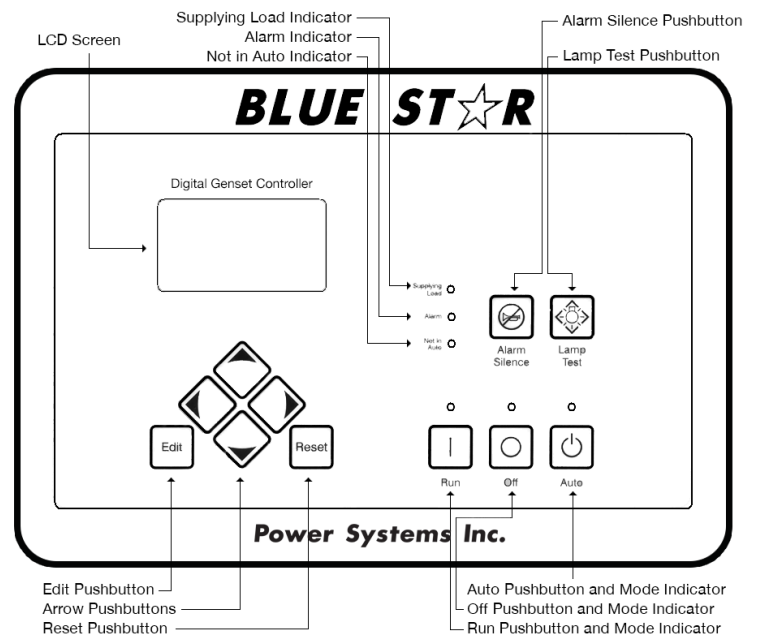 Supplying Load Indicator
Alarm Indicator
Not in Auto Indicator
LCD Screen
Alarm Silence Pushbutton
Lamp Test Pushbutton
BLUE ST☆R
Digital Genset Controller
Supplying
Load
Alarm
Not in
Auto
Alarm
Silence
Lamp
Test
Edit
Reset
Run
Off
Auto
Power Systems Inc.
Edit Pushbutton
Arrow Pushbuttons
Reset Pushbutton
Auto Pushbutton and Mode Indicator
Off Pushbutton and Mode Indicator
Run Pushbutton and Mode Indicator